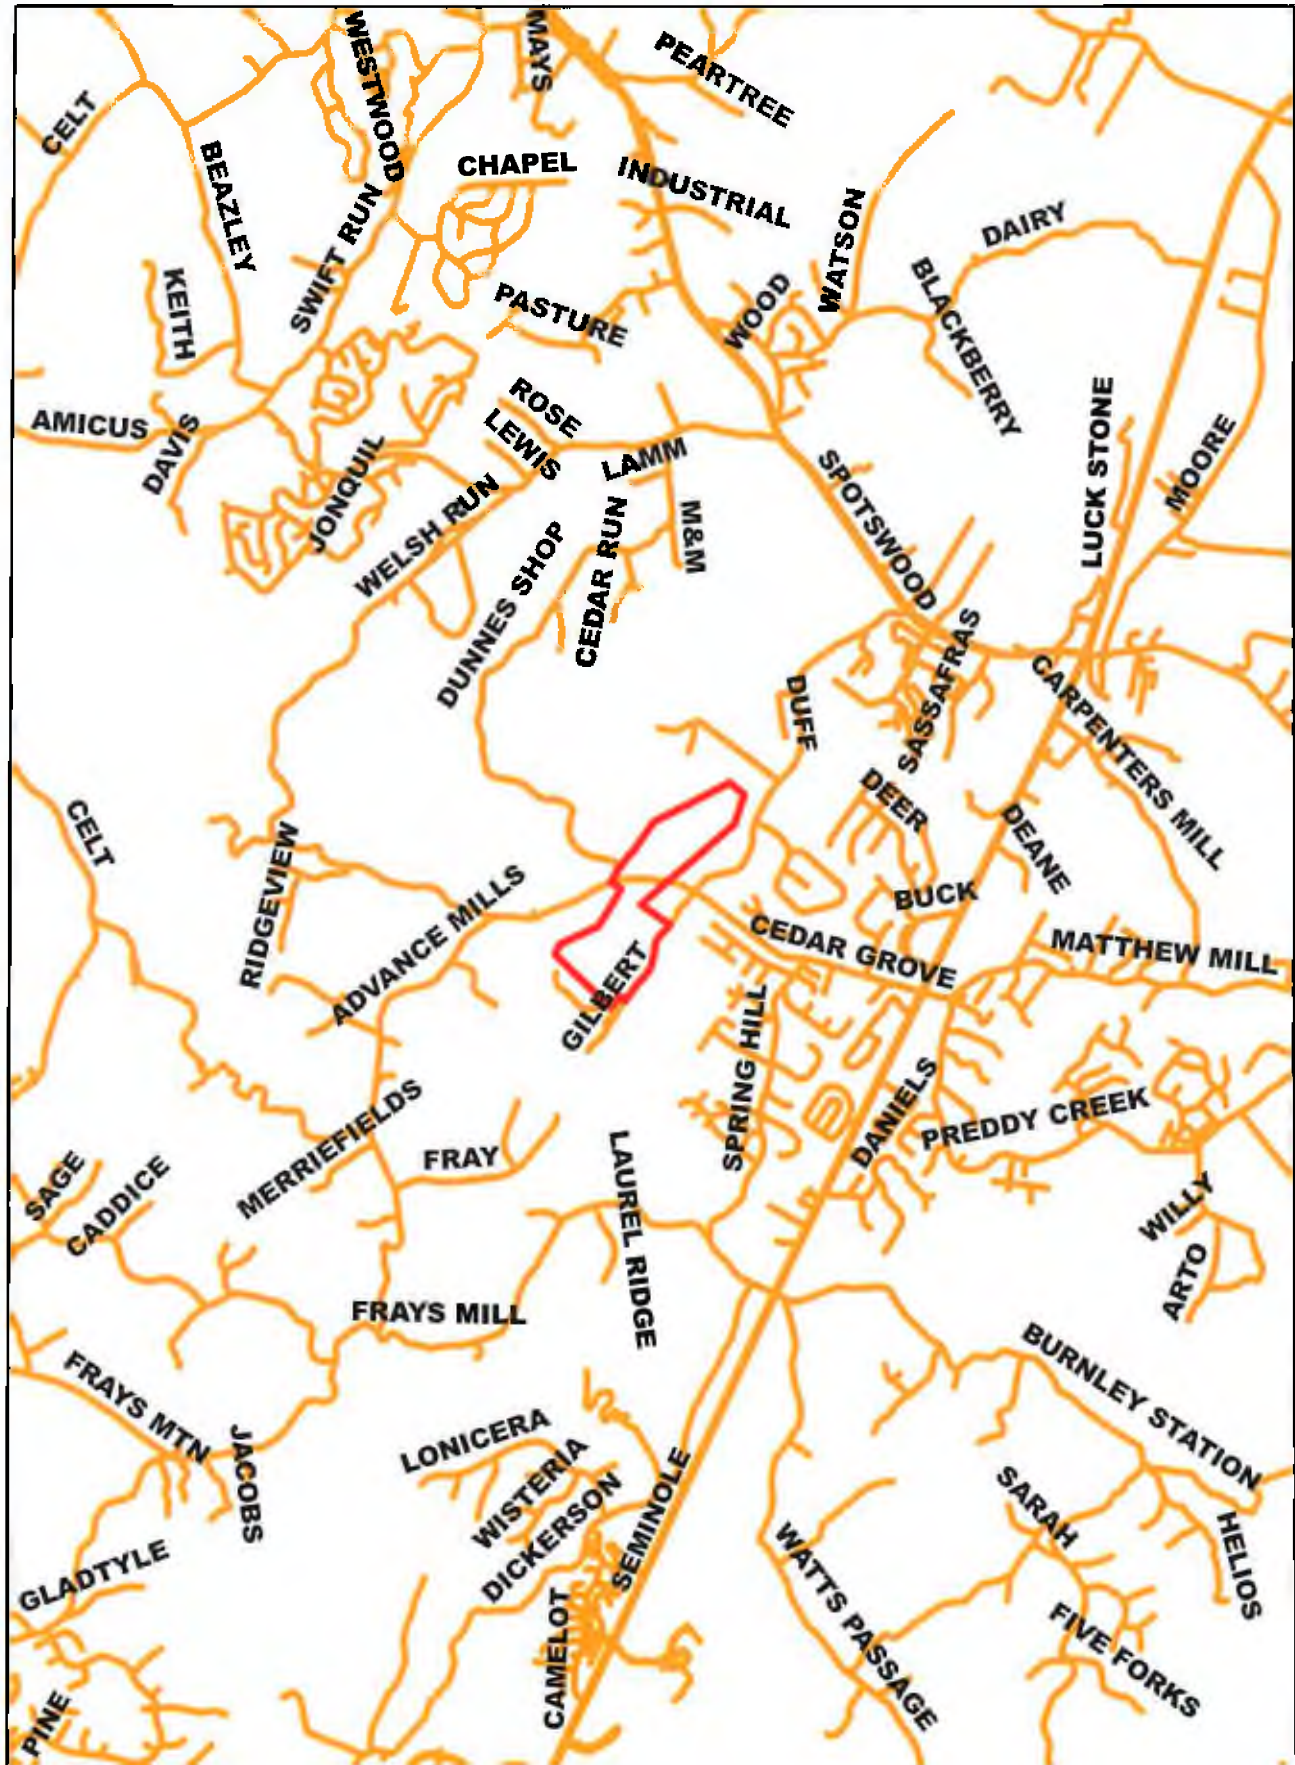 MAYS
WESTWOOD
PEARTREE
CELT
BEAZLEY
CHAPEL
INDUSTRIAL
SWIFT RUN
WATSON
DAIRY
KEITH
PASTURE
WOOD
BLACKBERRY
AMICUS
DAVIS
ROSE
LEWIS
LAMM
LUCK STONE
MOORE
JONQUIL
WELSH RUN
SPOTSWOOD
M&M
DUNNES SHOP
CEDAR RUN
SASSAFRAS
DUFF
CARPENTERS MILL
DEER
DEANE
CELT
RIDGEVIEW
ADVANCE MILLS
BUCK
CEDAR GROVE
MATTHEW MILL
GILBERT
SPRING HILL
DANIELS
PREDDY CREEK
MERRIEFIELDS
FRAY
SAGE
CADDICE
LAUREL RIDGE
WILLY
ARTO
FRAYS MILL
BURNLEY STATION
FRAYS MTN
JACOBS
LONICERA
WISTERIA
DICKERSON
SEMINOLE
SARAH
HELIOS
GLADTYLE
WATTS PASSAGE
CAMELOT
FIVE FORKS
PINE